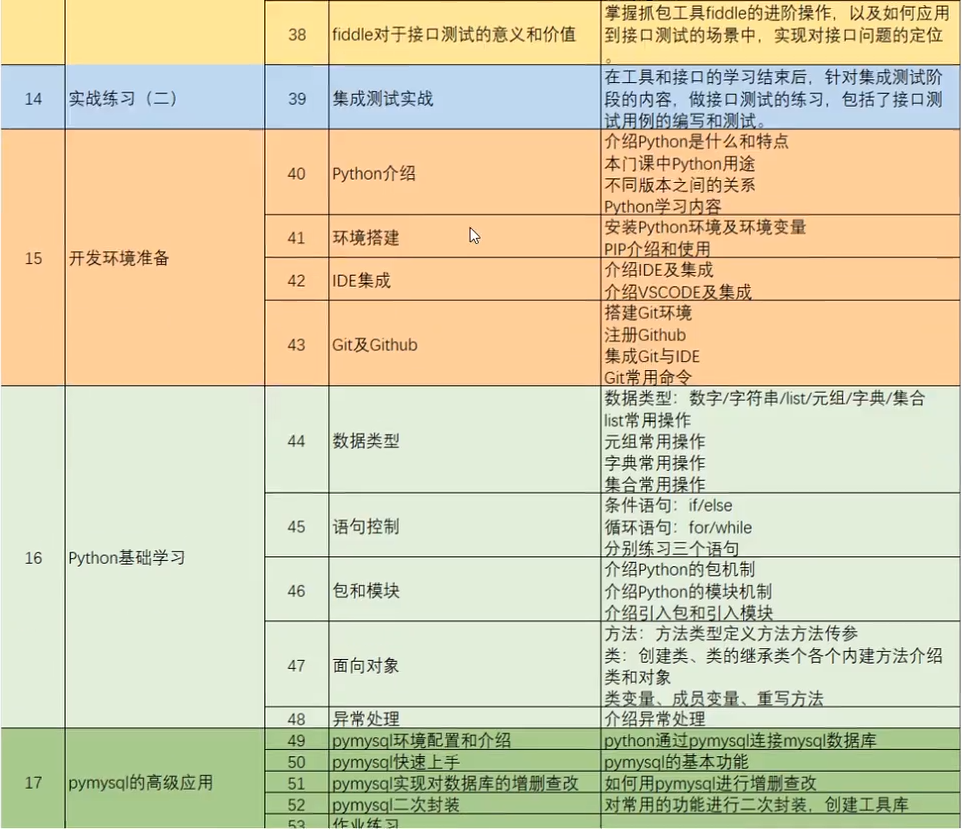 38 fiddle对于接口测试的意义和价值
掌握抓包工具fiddle的进阶操作，以及如何应用
到接口测试的场景中，实现对接口问题的定位
。
14 实战练习（二） 39 集成测试实战
在工具和接口的学习结束后，针对集成测试阶
段的内容，做接口测试的练习，包括了接口测
试用例的编写和测试。
15 开发环境准备
40 Python介绍
介绍Python是什么和特点
本门课中Python用途
不同版本之间的关系
Python学习内容
41 环境搭建
安装Python环境及环境变量
PIP介绍和使用
42 IDE集成
介绍IDE及集成
介绍VSCODE及集成
43 Git及Github
搭建Git环境
注册Github
集成Git与IDE
Git常用命令
16 Python基础学习
44 数据类型
数据类型：数字/字符串/list/元组/字典/集合
list常用操作
元组常用操作
字典常用操作
集合常用操作
45 语句控制
条件语句：if/else
循环语句：for/while
分别练习三个语句
46 包和模块
介绍Python的包机制
介绍Python的模块机制
介绍引入包和引入模块
47 面向对象
方法：方法类型定义方法方法传参
类：创建类、类的继承类个各个内建方法介绍
类和对象
类变量、成员变量、重写方法
48 异常处理 介绍异常处理
17 pymysql的高级应用
49 pymysql环境配置和介绍 python通过pymysql连接mysql数据库
50 pymysql快速上手 pymysql的基本功能
51 pymysql实现对数据库的增删查改 如何用pymysql进行增删查改
52 pymysql二次封装 对常用的功能进行二次封装，创建工具库
53 作业练习